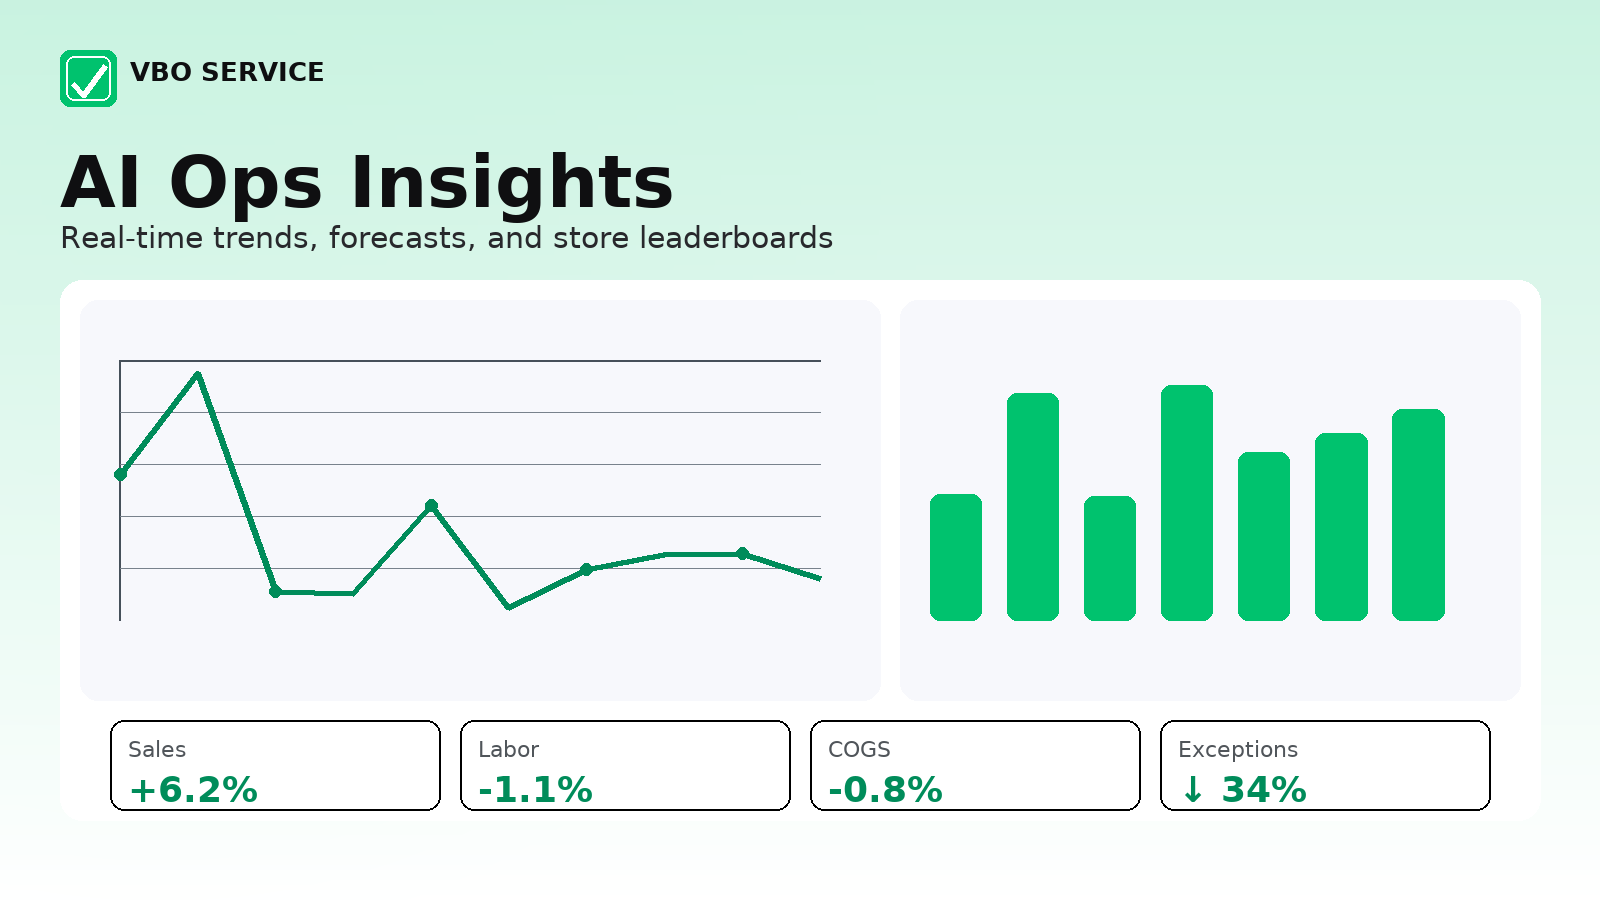 VBO SERVICE
AI Ops Insights
Real-time trends, forecasts, and store leaderboards
Sales
+6.2%
Labor
-1.1%
COGS
-0.8%
Exceptions
↓ 34%